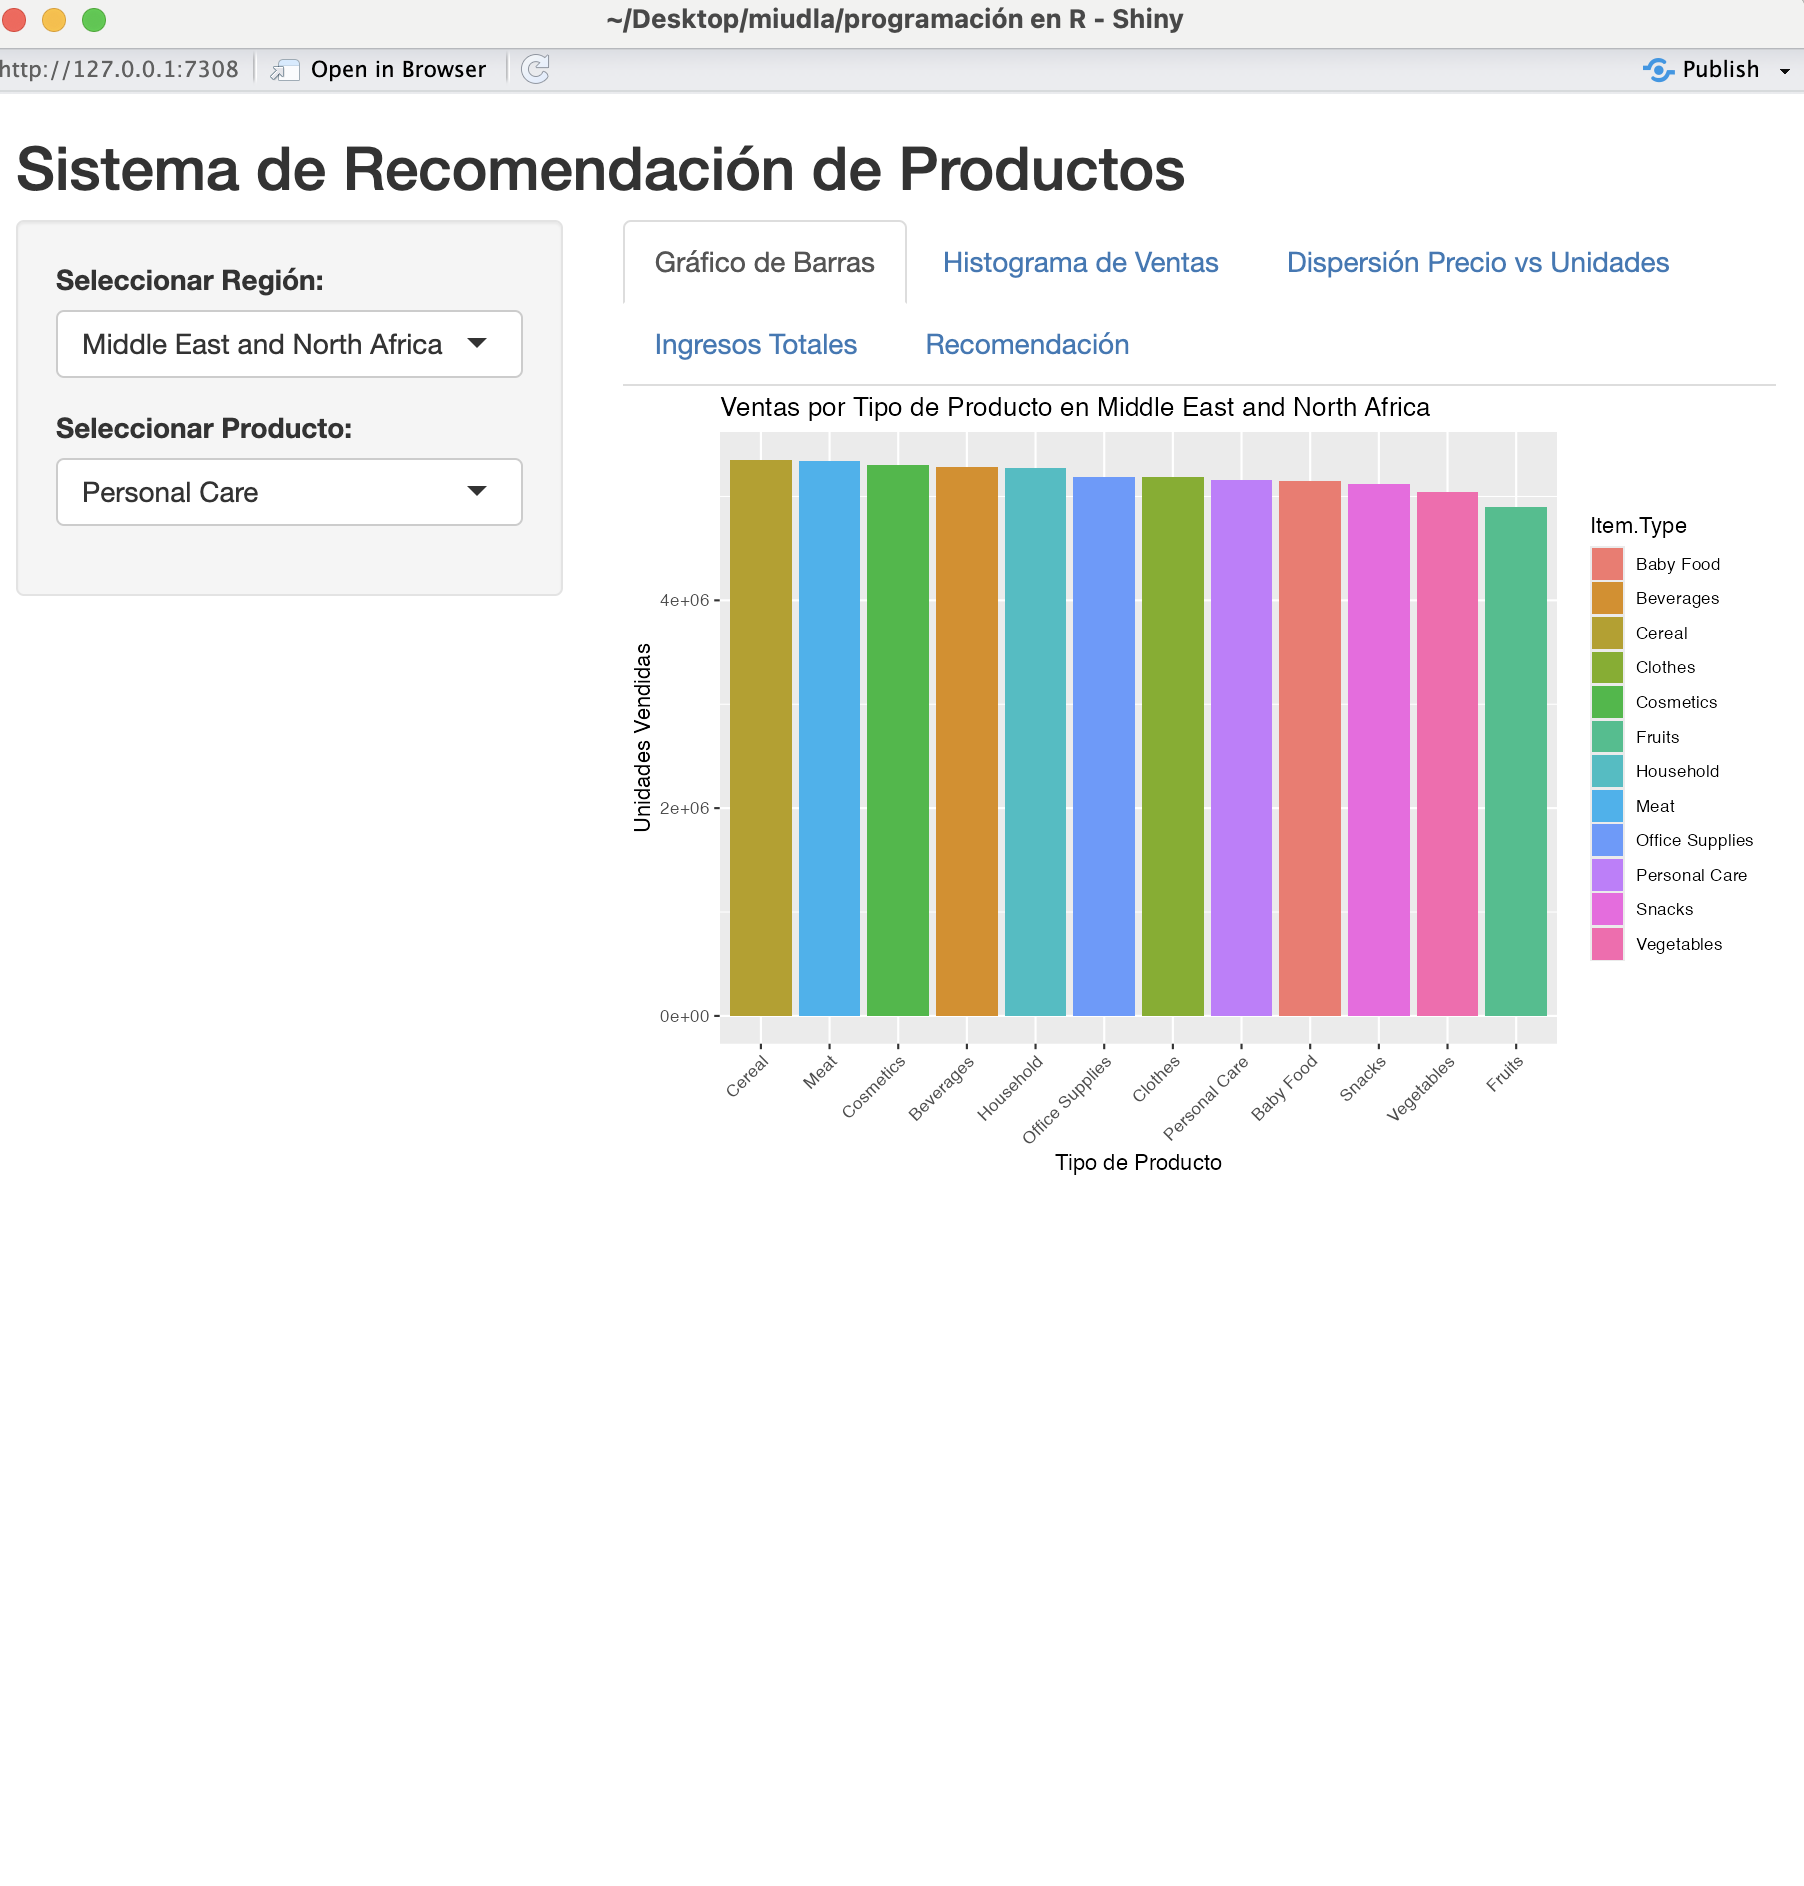 ~/Desktop/miudla/programación en R - Shiny
http://127.0.0.1:7308 Open in Browser Publish
Sistema de Recomendación de Productos
Seleccionar Región:
Middle East and North Africa
Seleccionar Producto:
Personal Care
Gráfico de Barras Histograma de Ventas Dispersión Precio vs Unidades
Ingresos Totales Recomendación
Ventas por Tipo de Producto en Middle East and North Africa
Unidades Vendidas
4e+06
2e+06
0e+00
Cereal
Meat
Cosmetics
Beverages
Household
Office Supplies
Clothes
Personal Care
Baby Food
Snacks
Vegetables
Fruits
Tipo de Producto
Item.Type
Baby Food
Beverages
Cereal
Clothes
Cosmetics
Fruits
Household
Meat
Office Supplies
Personal Care
Snacks
Vegetables